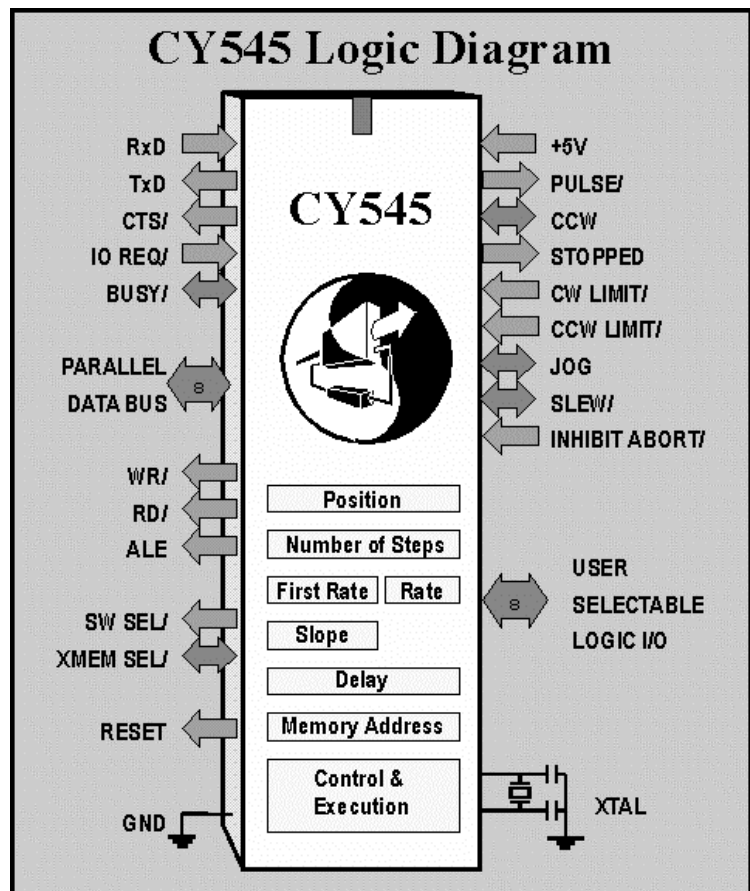 CY545 Logic Diagram
RxD
TxD
CTS/
IO REQ/
BUSY/
PARALLEL
8
DATA BUS
WR/
RD/
ALE
SW SEL/
XMEM SEL/
RESET
GND
CY545
Position
Number of Steps
First Rate
Rate
Slope
Delay
Memory Address
Control &
Execution
+5V
PULSE/
CCW
STOPPED
CW LIMIT/
CCW LIMIT/
JOG
SLEW/
INHIBIT ABORT/
USER
8
SELECTABLE
LOGIC I/O
XTAL